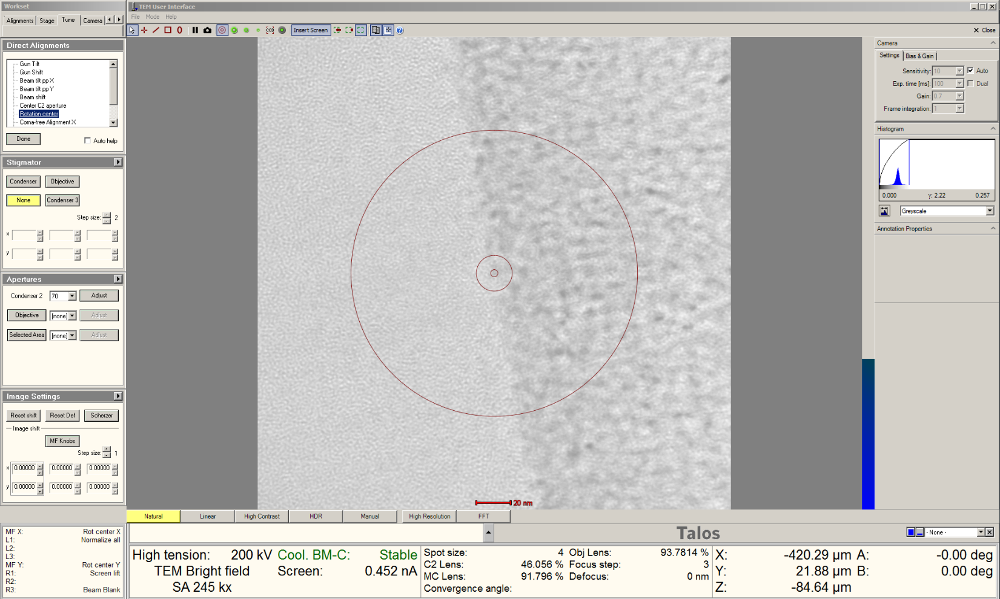 Workset
Alignments Stage Tune Camera
Direct Alignments
Gun Tilt
Gun Shift
Beam tilt pp X
Beam tilt pp Y
Beam shift
Center C2 aperture
Rotation center
Coma-free Alignment X
Done Auto help
Stigmator
Condenser Objective
None Condenser 3
Step size: 2
x
y
Apertures
Condenser 2 70 Adjust
Objective [none] Adjust
Selected Area [none] Adjust
Image Settings
Reset shift Reset Def Scherzer
Image shift
MF Knobs
Step size: 1
x 0.00000 0.00000 0.00000
y 0.00000 0.00000 0.00000
MF X: Rot center X
L1: Normalize all
L2:
L3:
MF Y: Rot center Y
R1: Screen lift
R2:
R3: Beam Blank
TEM User Interface
File Mode Help
CCD Insert Screen Close
20 nm
Natural Linear High Contrast HDR Manual High Resolution FFT
Camera
Settings Bias & Gain
Sensitivity: 10 Auto
Exp. time [ms]: 100 Dual
Gain: 0.7
Frame integration: 1
Histogram
0.000 γ: 2.22 0.257
Greyscale
Annotation Properties
Talos
- None -
High tension: 200 kV Cool. BM-C: Stable
TEM Bright field Screen: 0.452 nA
SA 245 kx
Spot size: 4 Obj Lens: 93.7814 %
C2 Lens: 46.056 % Focus step: 3
MC Lens: 91.796 % Defocus: 0 nm
Convergence angle:
X: -420.29 µm A: -0.00 deg
Y: 21.88 µm B: 0.00 deg
Z: -84.64 µm